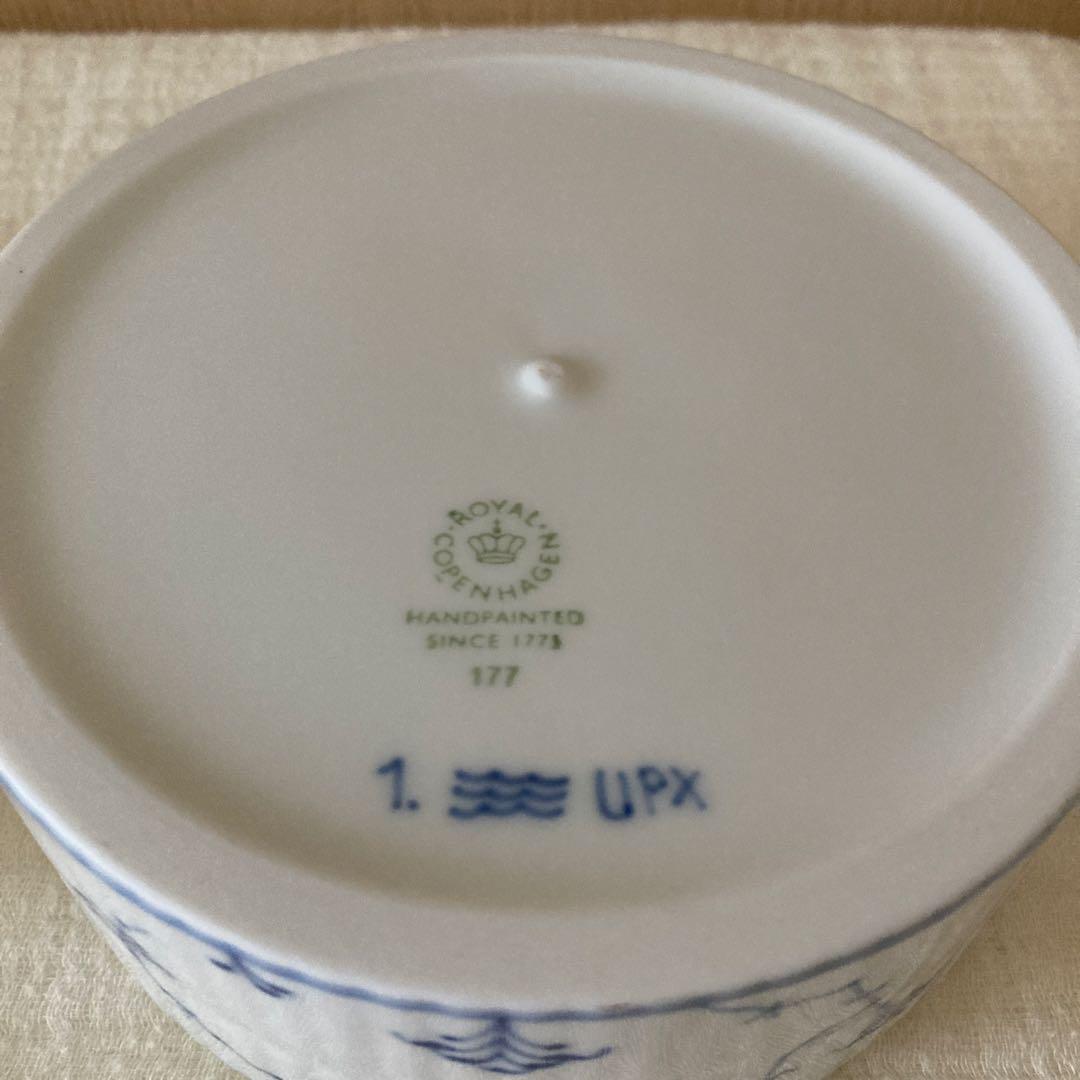 ROYAL COPENHAGEN
HANDPAINTED
SINCE 1775
177
1. UPX